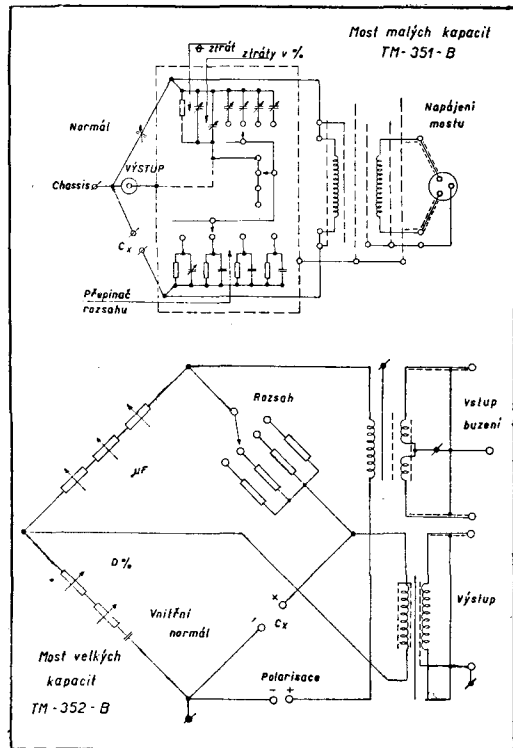 Most malých kapacit
TM-351-B
Θ ztrát
ztráty v %
Napájení
mostu
Normál
VÝSTUP
Chassis
Cx
Přepínač
rozsahu
Rozsah
Vstup
buzení
µF
D%
Vnitřní
normál
+
-
Cx
Výstup
Most velkých
kapacit
TM-352-B
Polarisace
- +